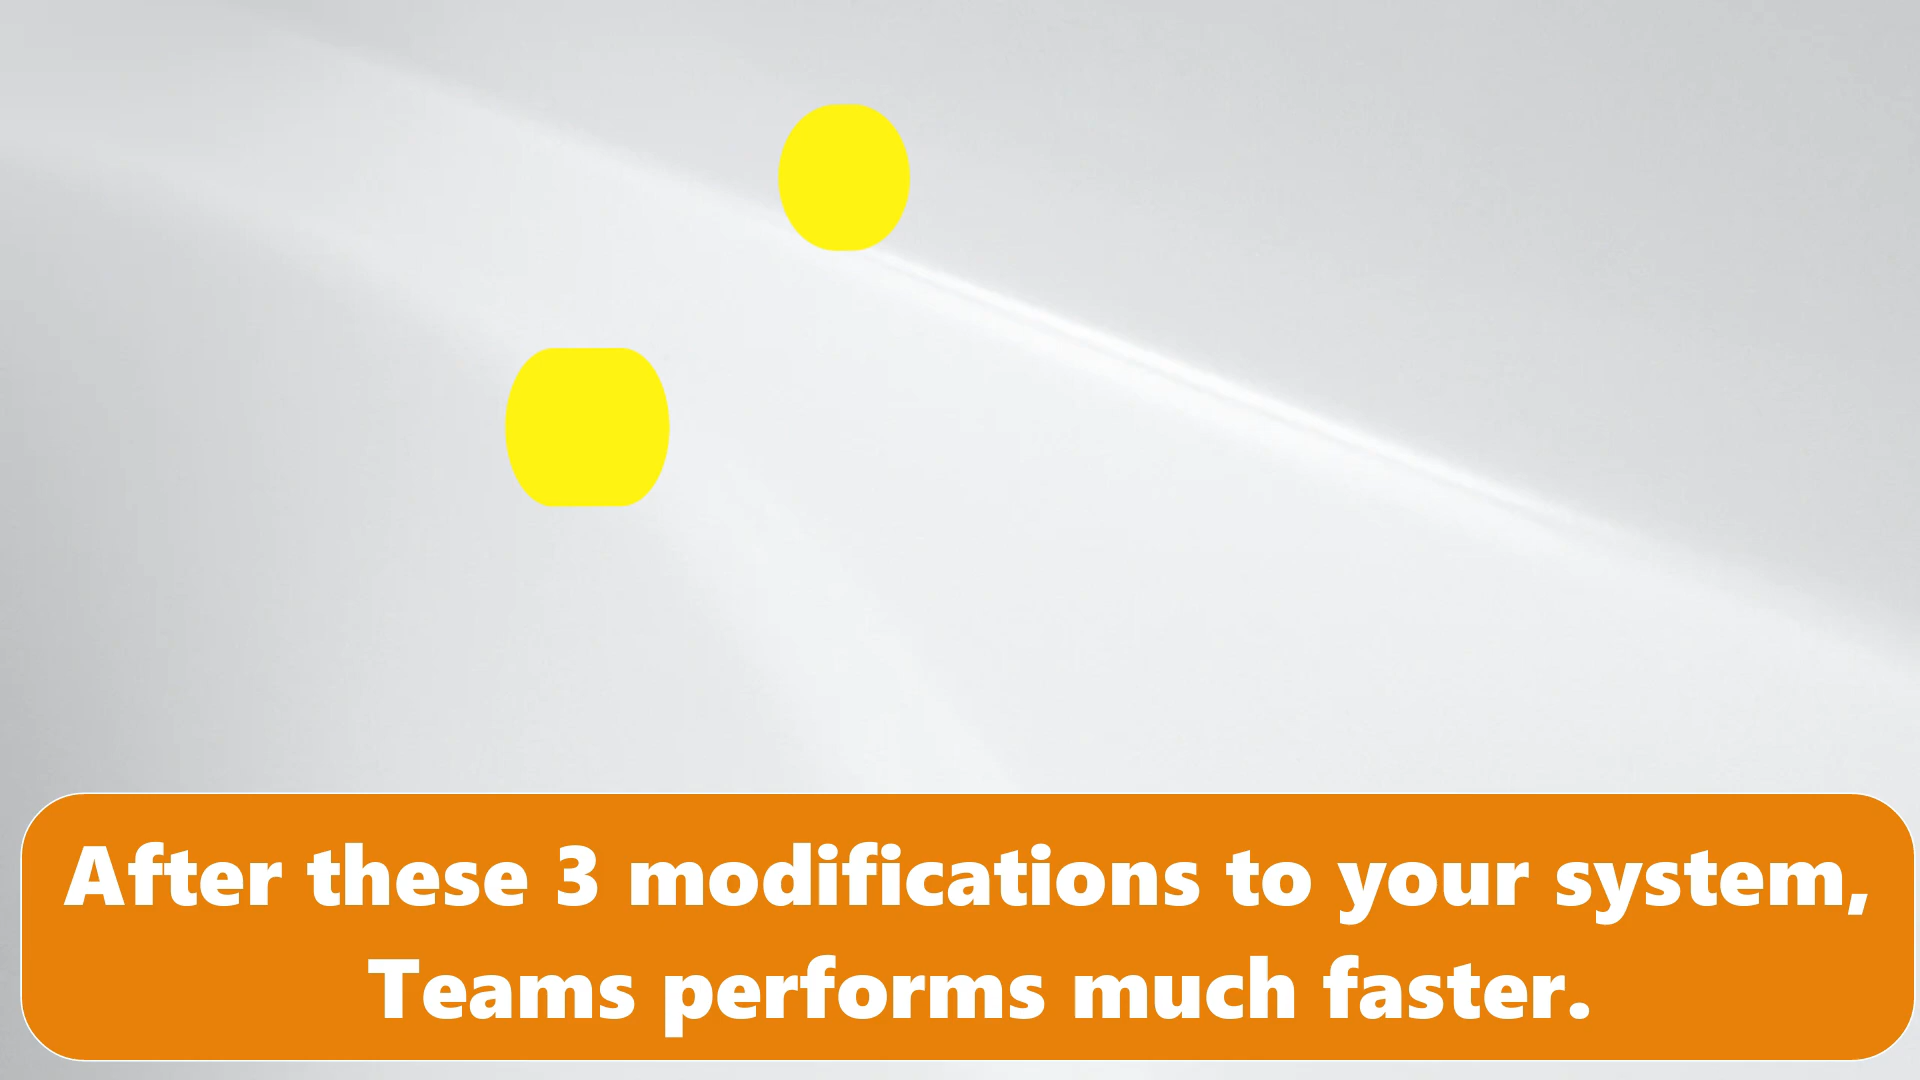 After these 3 modifications to your system,
Teams performs much faster.